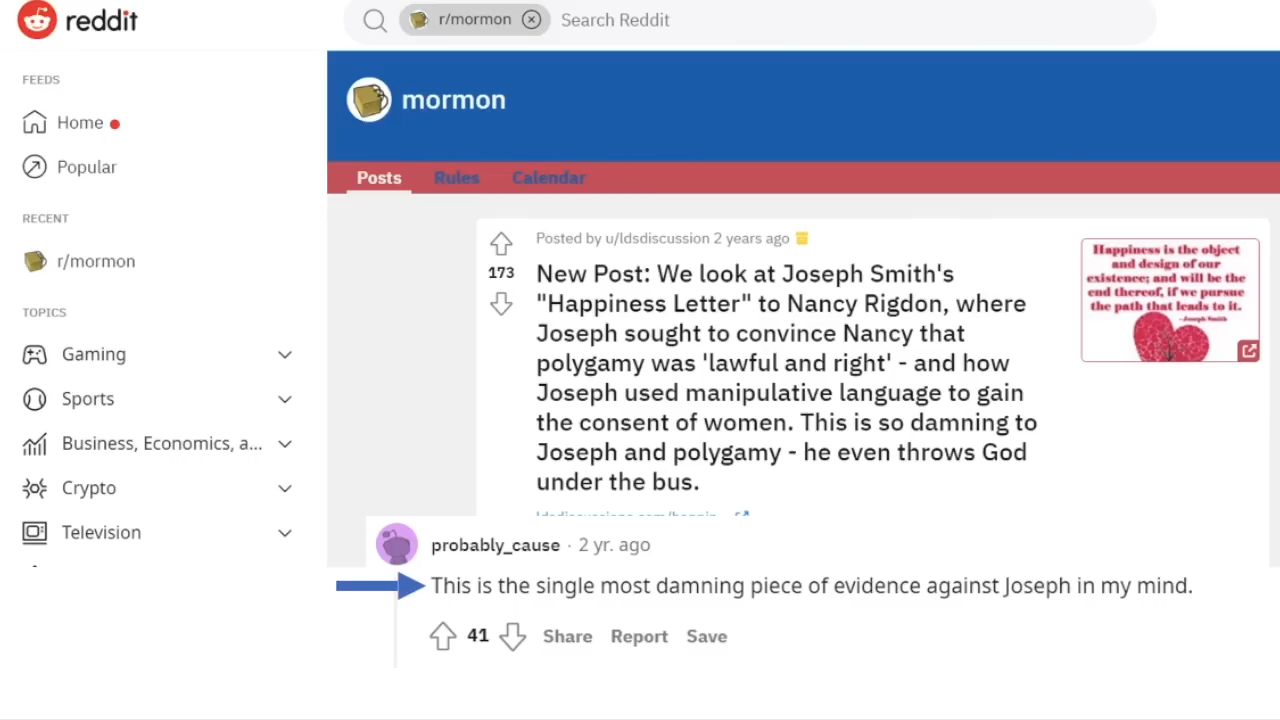 reddit
r/mormon
Search Reddit
FEEDS
Home
Popular
RECENT
r/mormon
TOPICS
Gaming
Sports
Business, Economics, a...
Crypto
Television
mormon
Posts
Rules
Calendar
Posted by u/ldsdiscussion 2 years ago
173
New Post: We look at Joseph Smith's
"Happiness Letter" to Nancy Rigdon, where
Joseph sought to convince Nancy that
polygamy was 'lawful and right' - and how
Joseph used manipulative language to gain
the consent of women. This is so damning to
Joseph and polygamy - he even throws God
under the bus.
Happiness is the object
and design of our
existence; and will be the
end thereof, if we pursue
the path that leads to it.
-Joseph Smith
probably_cause · 2 yr. ago
This is the single most damning piece of evidence against Joseph in my mind.
41
Share
Report
Save